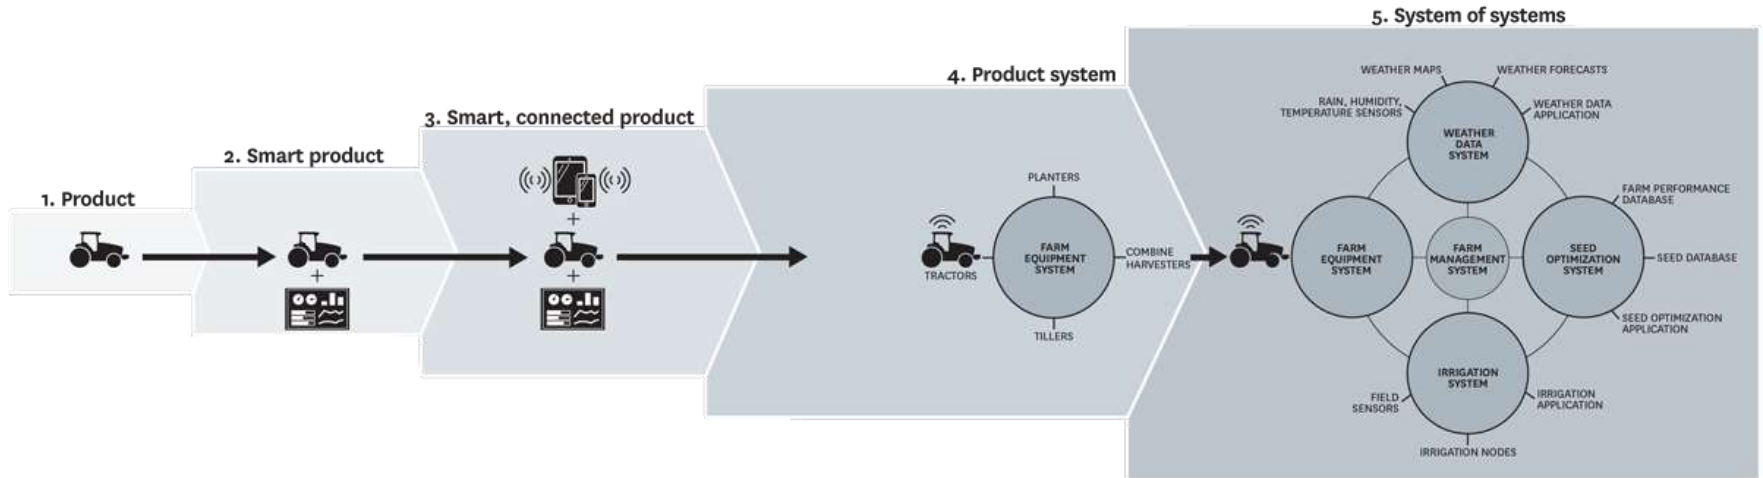 1. Product
2. Smart product
+
3. Smart, connected product
+
+
4. Product system
PLANTERS
TRACTORS
FARM
EQUIPMENT
SYSTEM
COMBINE
HARVESTERS
TILLERS
5. System of systems
WEATHER MAPS
WEATHER FORECASTS
RAIN, HUMIDITY,
TEMPERATURE SENSORS
WEATHER DATA
APPLICATION
WEATHER
DATA
SYSTEM
FARM PERFORMANCE
DATABASE
FARM
EQUIPMENT
SYSTEM
FARM
MANAGEMENT
SYSTEM
SEED
OPTIMIZATION
SYSTEM
SEED DATABASE
SEED OPTIMIZATION
APPLICATION
IRRIGATION
SYSTEM
FIELD
SENSORS
IRRIGATION
APPLICATION
IRRIGATION NODES